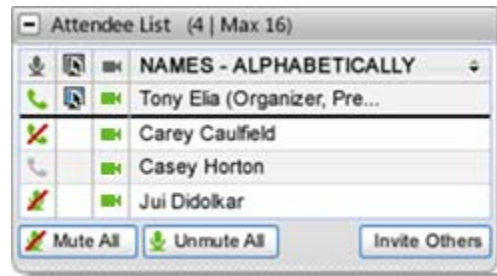 Attendee List (4 | Max 16)
NAMES - ALPHABETICALLY
Tony Elia (Organizer, Pre...
Carey Caulfield
Casey Horton
Jui Didolkar
Mute All Unmute All Invite Others